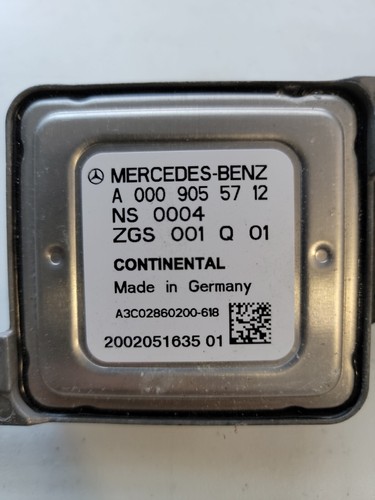 MERCEDES-BENZ
A 000 905 57 12
NS 0004
ZGS 001 Q 01
CONTINENTAL
Made in Germany
A3C02860200-618
2002051635 01